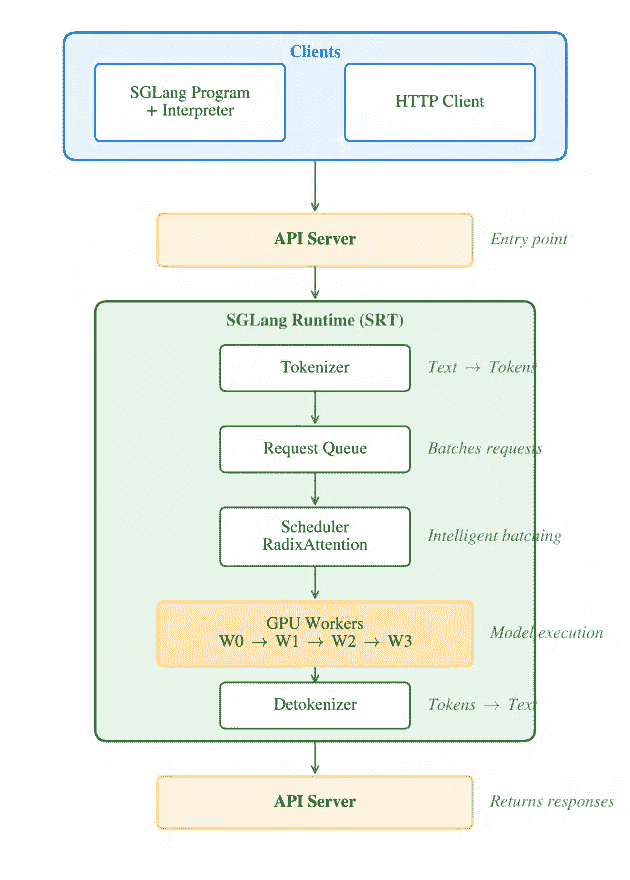 Clients
SGLang Program
+ Interpreter
HTTP Client
API Server
Entry point
SGLang Runtime (SRT)
Tokenizer
Text → Tokens
Request Queue
Batches requests
Scheduler
RadixAttention
Intelligent batching
GPU Workers
W0 → W1 → W2 → W3
Model execution
Detokenizer
Tokens → Text
API Server
Returns responses